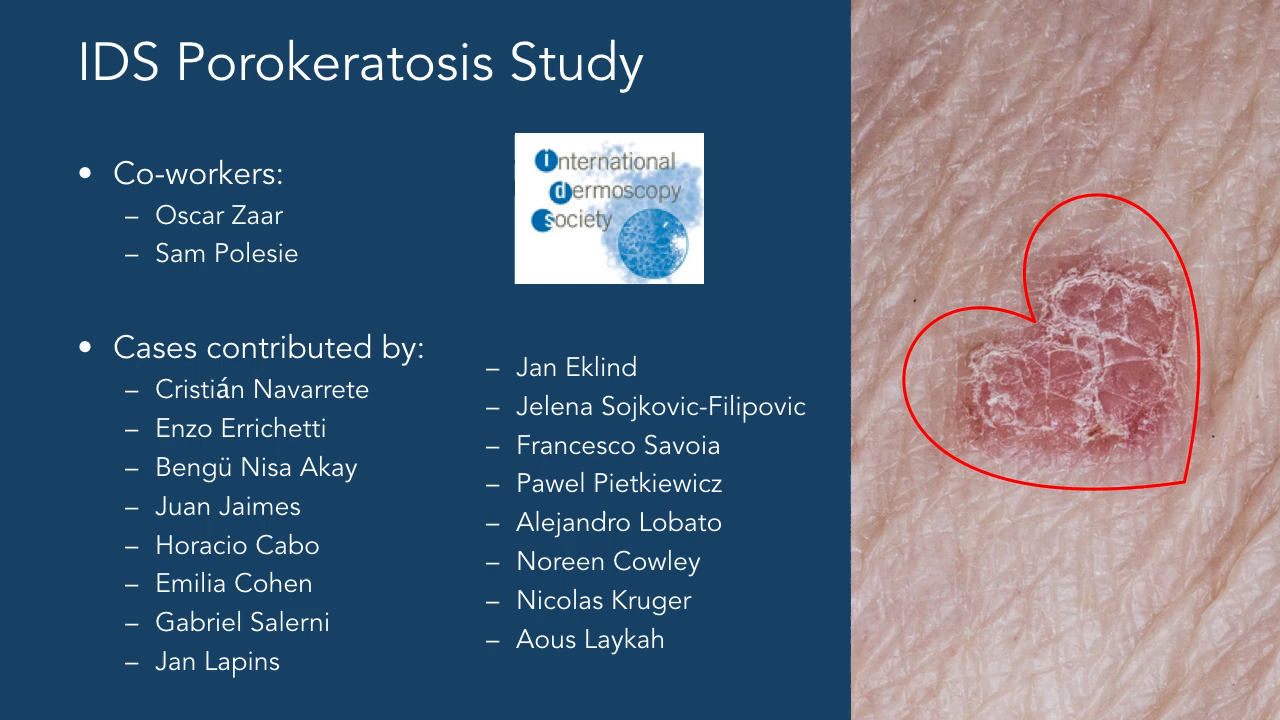 IDS Porokeratosis Study
• Co-workers:
– Oscar Zaar
– Sam Polesie
international
dermoscopy
society
• Cases contributed by:
– Cristián Navarrete
– Enzo Errichetti
– Bengü Nisa Akay
– Juan Jaimes
– Horacio Cabo
– Emilia Cohen
– Gabriel Salerni
– Jan Lapins
– Jan Eklind
– Jelena Sojkovic-Filipovic
– Francesco Savoia
– Pawel Pietkiewicz
– Alejandro Lobato
– Noreen Cowley
– Nicolas Kruger
– Aous Laykah